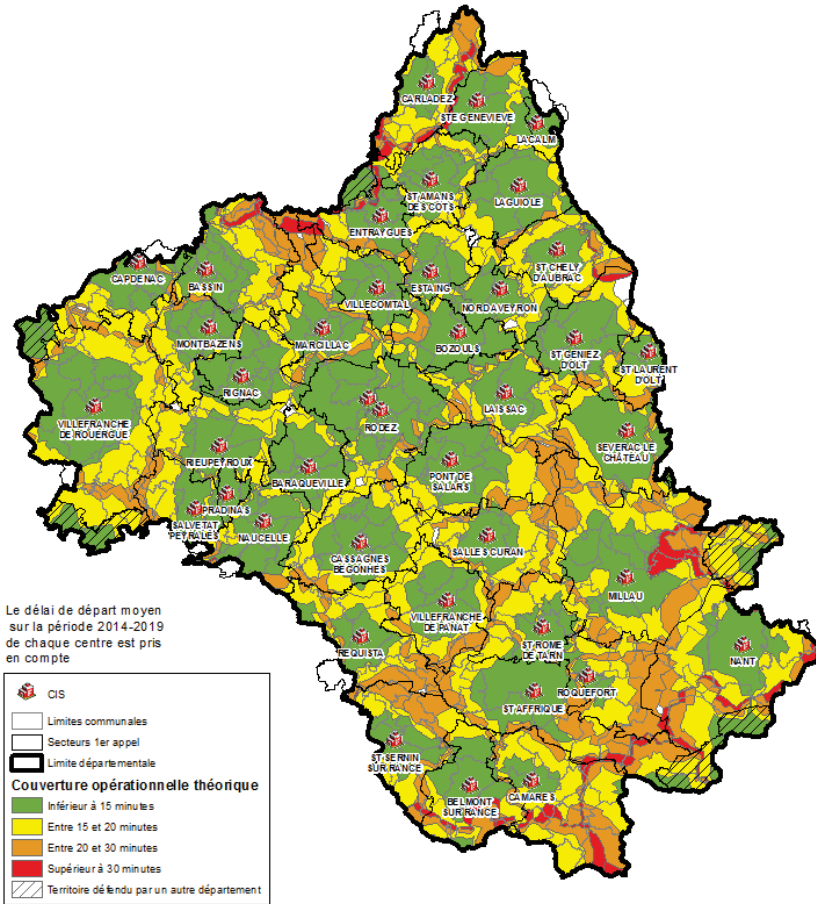 CARLADEZ
STE GENEVIEVE
LACALM
ST AMANS
DES COTS
LAGUIOLE
ENTRAYGUES
ST CHELY
D'AUBRAC
CAPDENAC
BASSIN
ESTAING
VILLECOMTAL
NORD AVEYRON
MONTBAZENS
MARCILLAC
BOZOULS
ST GENIEZ
D'OLT
ST LAURENT
D'OLT
RIGNAC
LAISSAC
VILLEFRANCHE
DE ROUERGUE
RODEZ
SEVERAC LE
CHÂTEAU
RIEUPEYROUX
BARAQUEVILLE
PONT DE
SALARS
PRADINAS
SALVETAT
PEYRALES
NAUCELLE
CASSAGNES
BEGONHES
SALLES CURAN
MILLAU
VILLEFRANCHE
DE PANAT
REQUISTA
ST ROME
DE TARN
NANT
ROQUEFORT
ST AFFRIQUE
ST SERNIN
SUR RANCE
BELMONT
SUR RANCE
CAMARES
Le délai de départ moyen
sur la période 2014-2019
de chaque centre est pris
en compte
CIS
Limites communales
Secteurs 1er appel
Limite départementale
Couverture opérationnelle théorique
Inférieur à 15 minutes
Entre 15 et 20 minutes
Entre 20 et 30 minutes
Supérieur à 30 minutes
Territoire défendu par un autre département